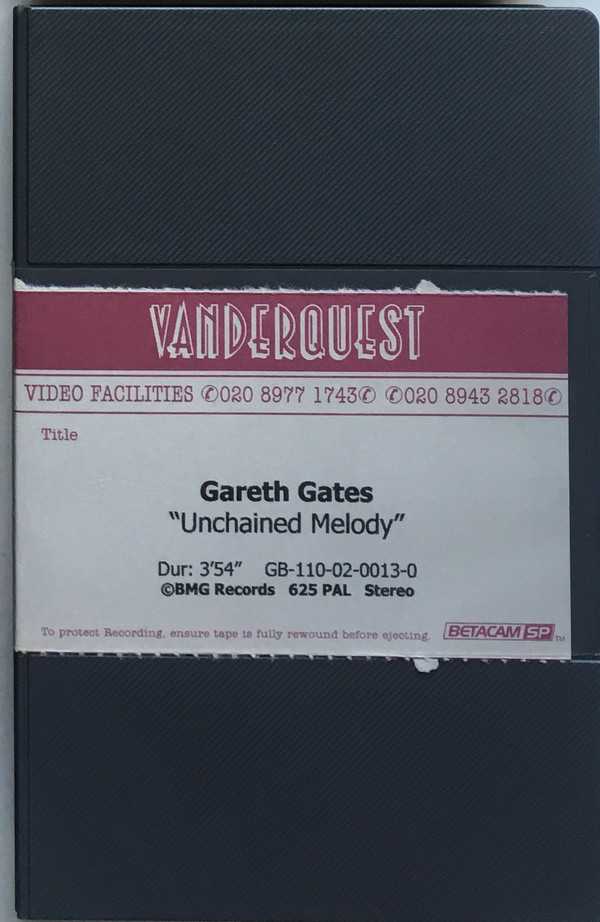 VANDERQUEST
VIDEO FACILITIES ✆020 8977 1743✆ ✆020 8943 2818✆
Title
Gareth Gates
“Unchained Melody”
Dur: 3’54” GB-110-02-0013-0
©BMG Records 625 PAL Stereo
To protect Recording, ensure tape is fully rewound before ejecting. BETACAM SP TM